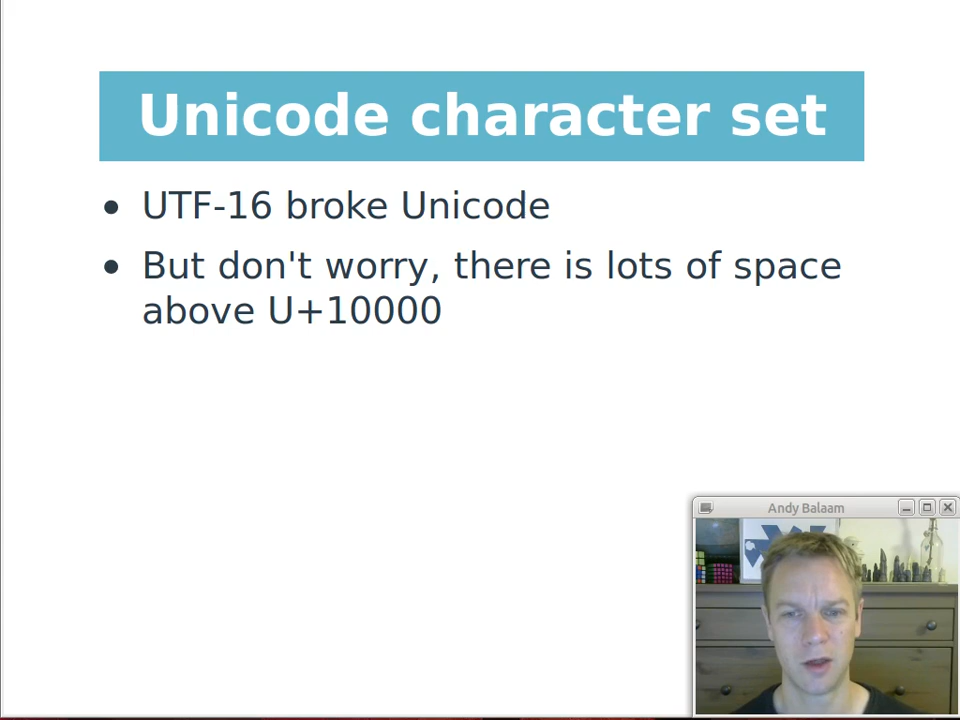 Unicode character set
• UTF-16 broke Unicode
• But don't worry, there is lots of space
above U+10000
Andy Balaam